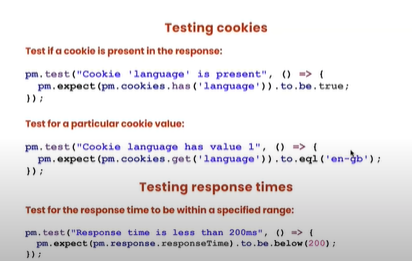 Testing cookies
Test if a cookie is present in the response:
pm.test("Cookie 'language' is present", () => {
pm.expect(pm.cookies.has('language')).to.be.true;
});
Test for a particular cookie value:
pm.test("Cookie language has value 1", () => {
pm.expect(pm.cookies.get('language')).to.eql('en-gb');
});
Testing response times
Test for the response time to be within a specified range:
pm.test("Response time is less than 200ms", () => {
pm.expect(pm.response.responseTime).to.be.below(200);
});